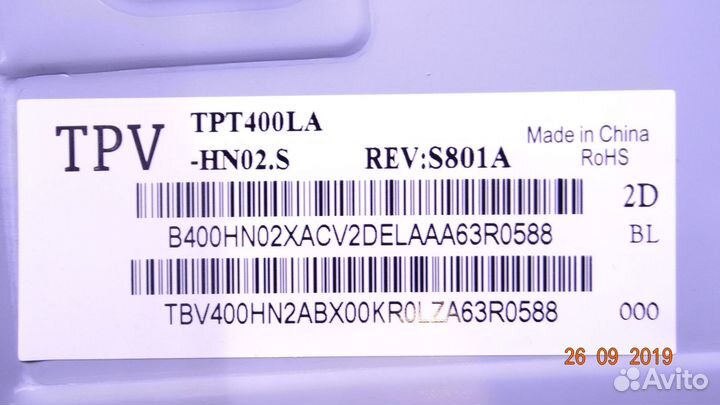 TPV
TPT400LA
-HN02.S REV:S801A
Made in China
RoHS
2D
B400HN02XACV2DELAAA63R0588
BL
TBV400HN2ABX00KR0LZA63R0588
000
26 09 2019
Avito